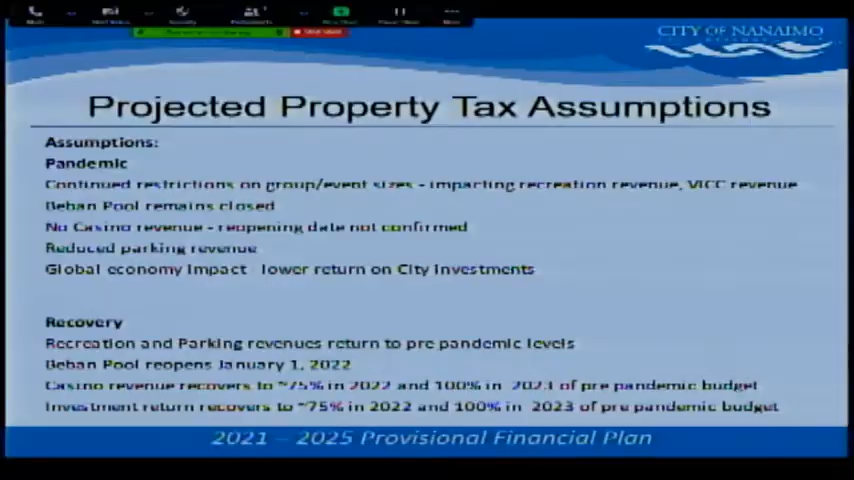 CITY OF NANAIMO
Projected Property Tax Assumptions
Assumptions:
Pandemic
Continued restrictions on group/event sizes - impacting recreation revenue, VICC revenue
Beban Pool remains closed
No Casino revenue - reopening date not confirmed
Reduced parking revenue
Global economy impact - lower return on City Investments
Recovery
Recreation and Parking revenues return to pre pandemic levels
Beban Pool reopens January 1, 2022
Casino revenue recovers to ~75% in 2022 and 100% in 2023 of pre pandemic budget
Investment return recovers to ~75% in 2022 and 100% in 2023 of pre pandemic budget
2021 – 2025 Provisional Financial Plan